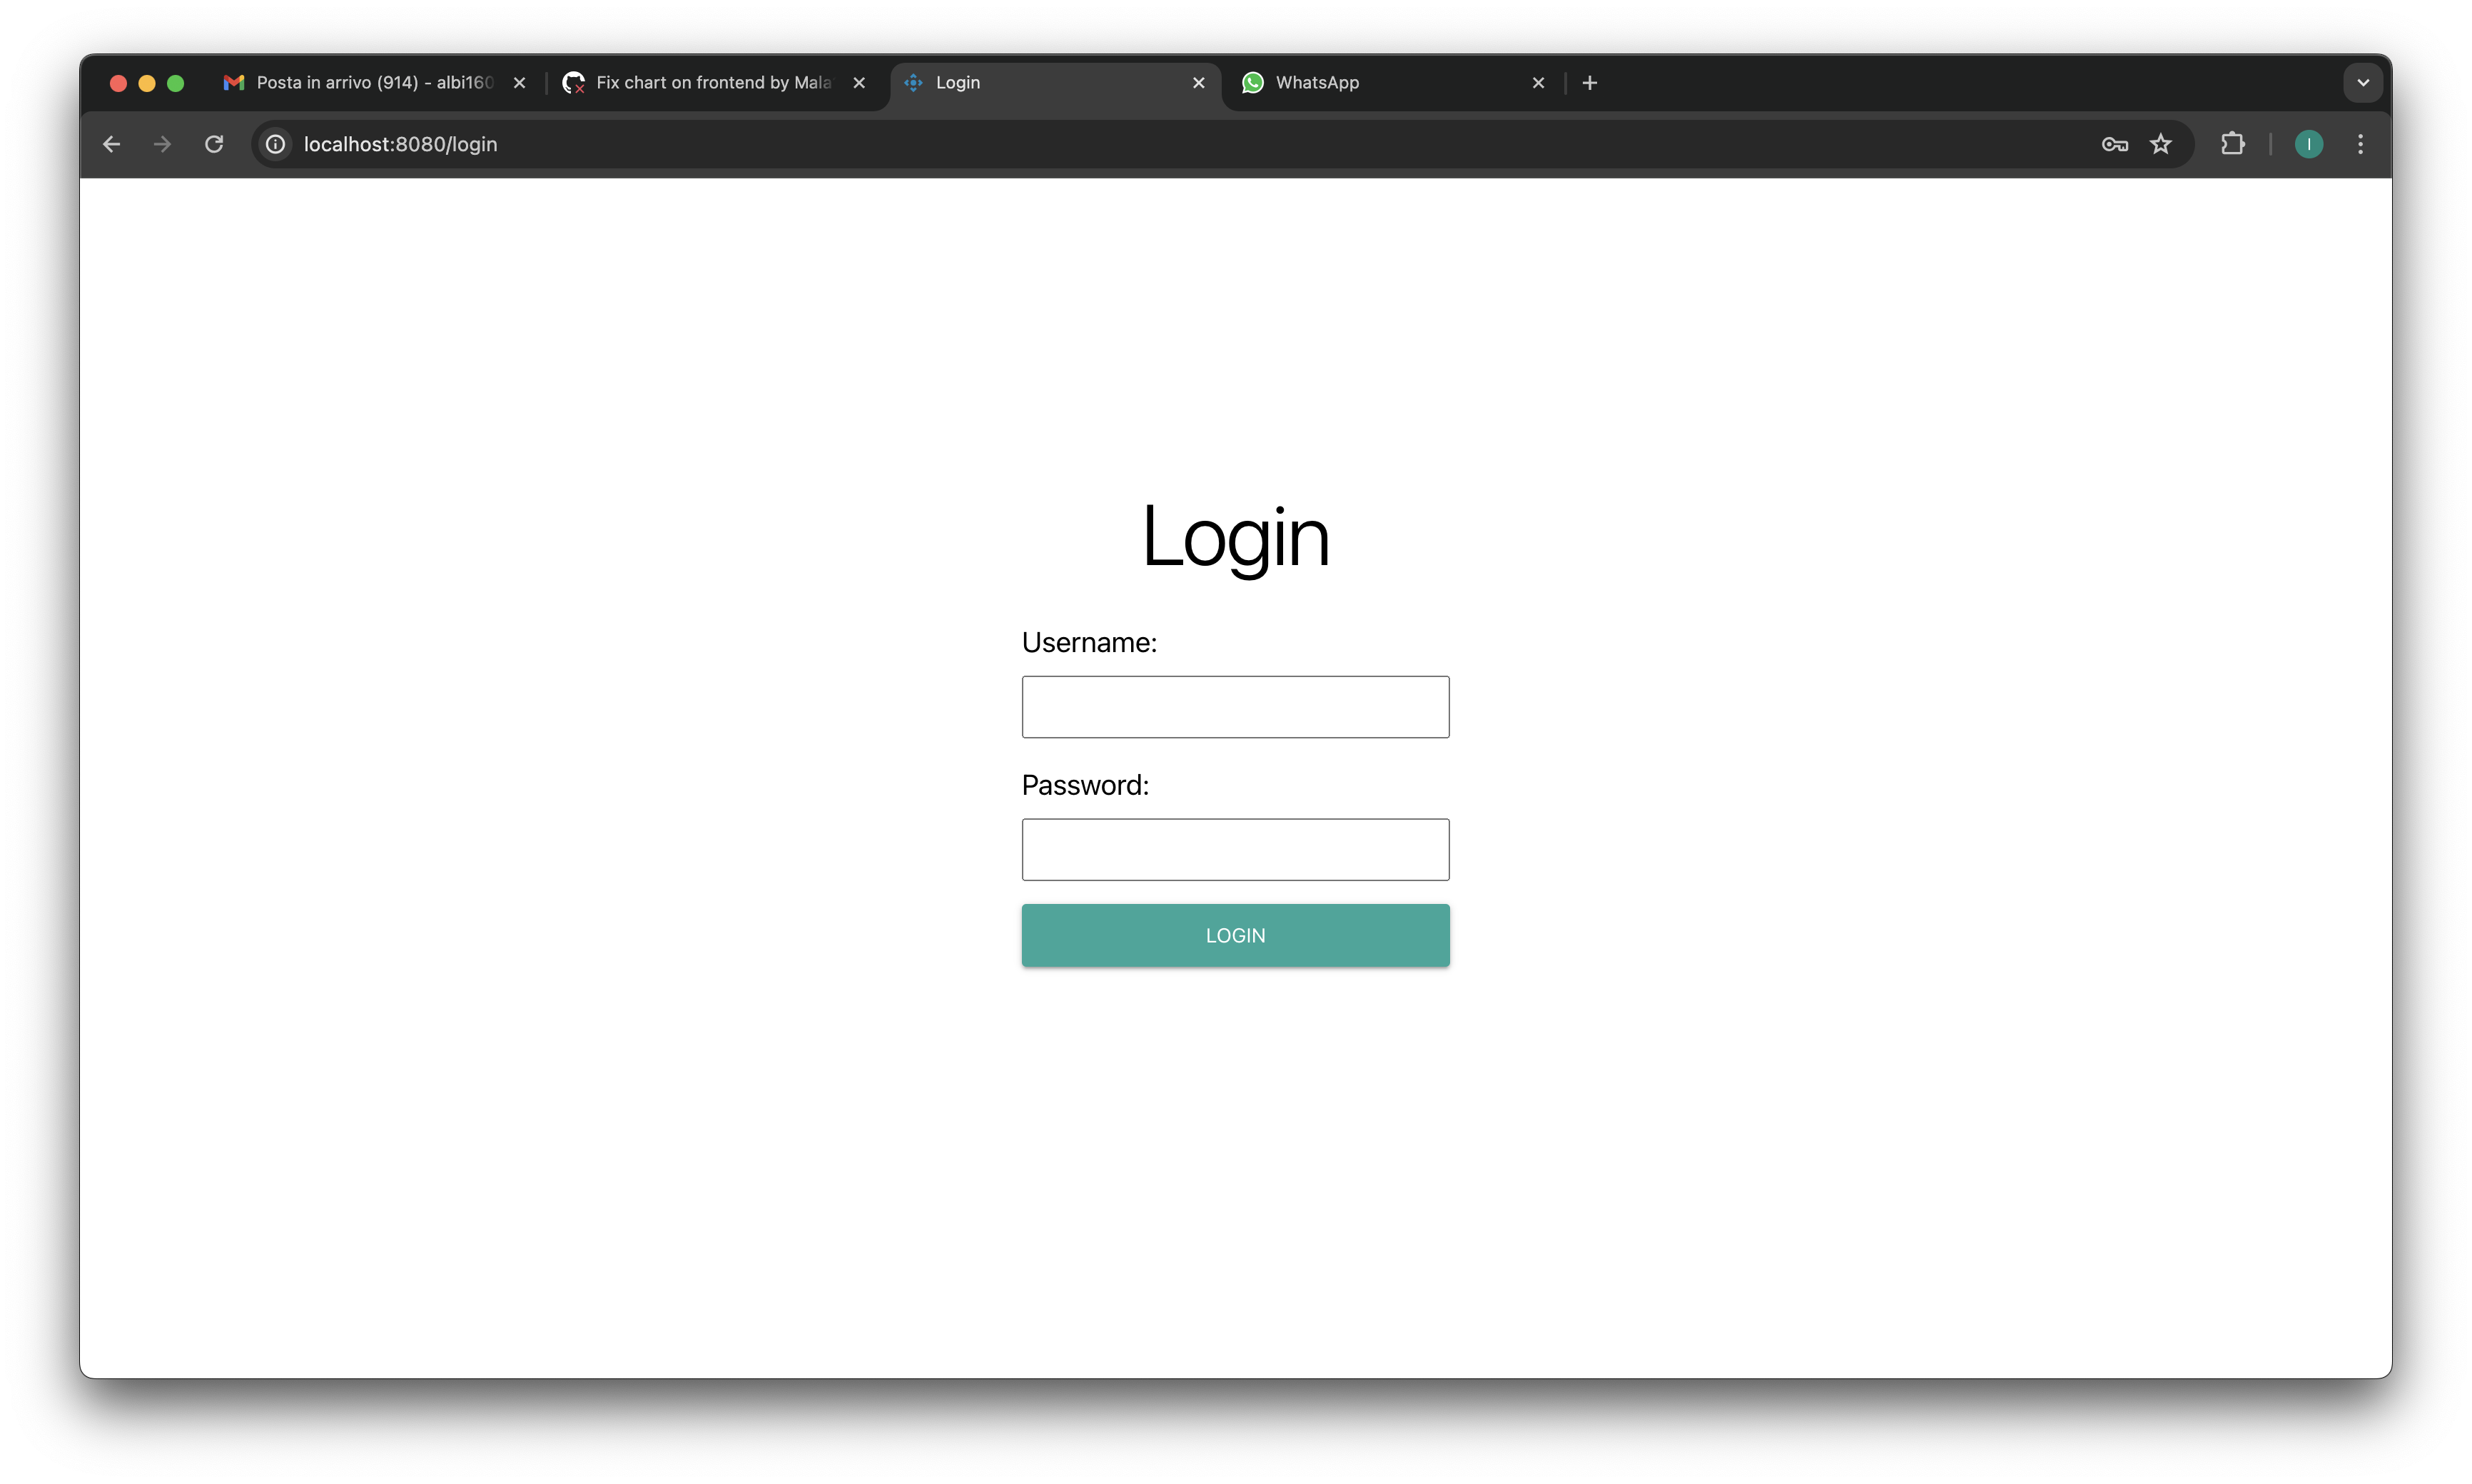 Posta in arrivo (914) - albi160
Fix chart on frontend by Mala
Login
WhatsApp
localhost:8080/login
I
Login
Username:
Password:
LOGIN